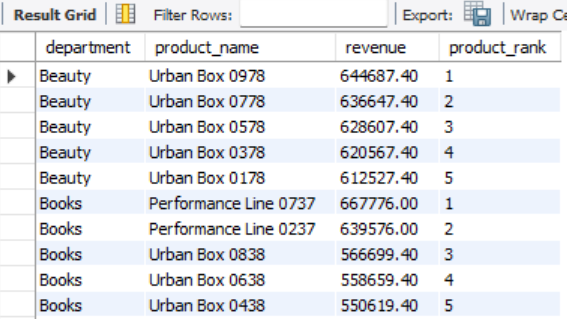 Result Grid Filter Rows: Export: Wrap Ce
department product_name revenue product_rank
Beauty Urban Box 0978 644687.40 1
Beauty Urban Box 0778 636647.40 2
Beauty Urban Box 0578 628607.40 3
Beauty Urban Box 0378 620567.40 4
Beauty Urban Box 0178 612527.40 5
Books Performance Line 0737 667776.00 1
Books Performance Line 0237 639576.00 2
Books Urban Box 0838 566699.40 3
Books Urban Box 0638 558659.40 4
Books Urban Box 0438 550619.40 5